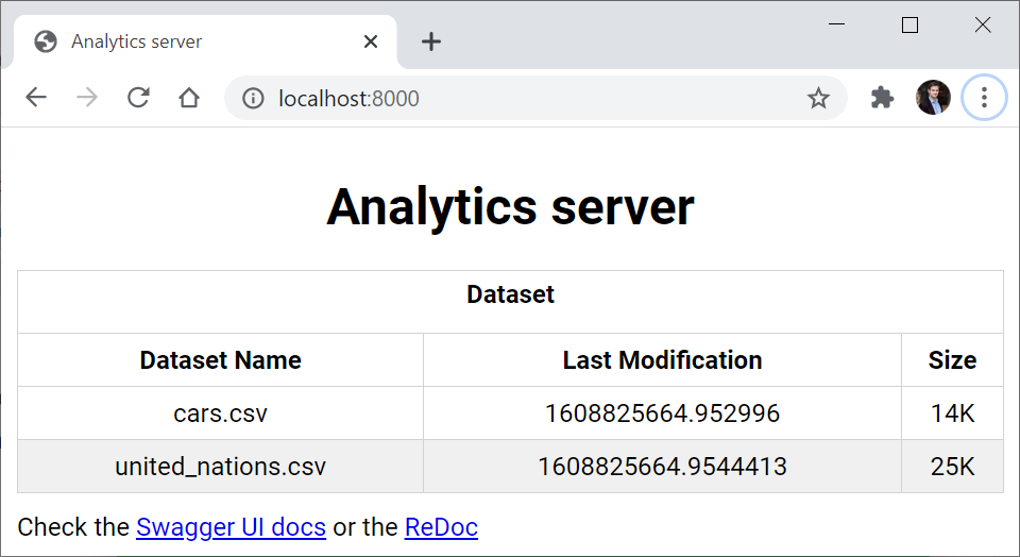 Analytics server
localhost:8000
Analytics server
Dataset
Dataset Name Last Modification Size
cars.csv 1608825664.952996 14K
united_nations.csv 1608825664.9544413 25K
Check the Swagger UI docs or the ReDoc